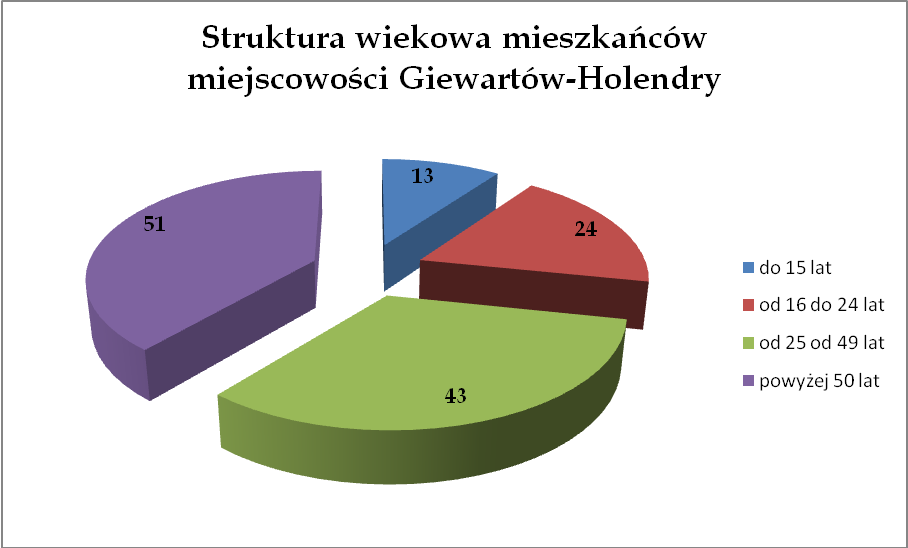 Struktura wiekowa mieszkańców
miejscowości Giewartów-Holendry
13
24
51
43
do 15 lat
od 16 do 24 lat
od 25 od 49 lat
powyżej 50 lat